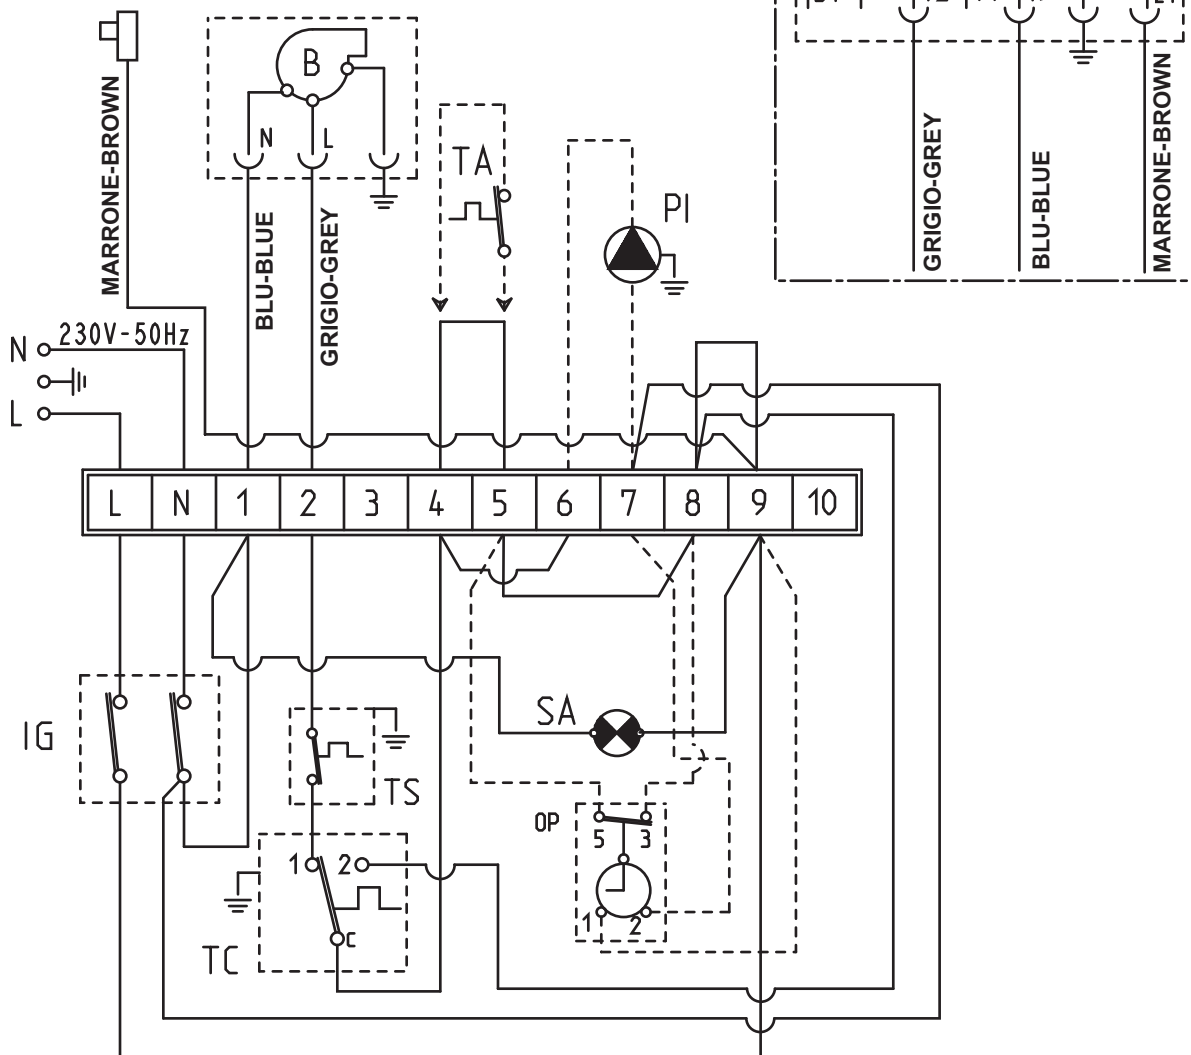 MARRONE-BROWN
B
N L
BLU-BLUE
GRIGIO-GREY
TA
PI
GRIGIO-GREY
BLU-BLUE
MARRONE-BROWN
N 230V-50Hz
L
L N 1 2 3 4 5 6 7 8 9 10
IG
SA
TS
OP
5 3
1 2
1 2
C
TC